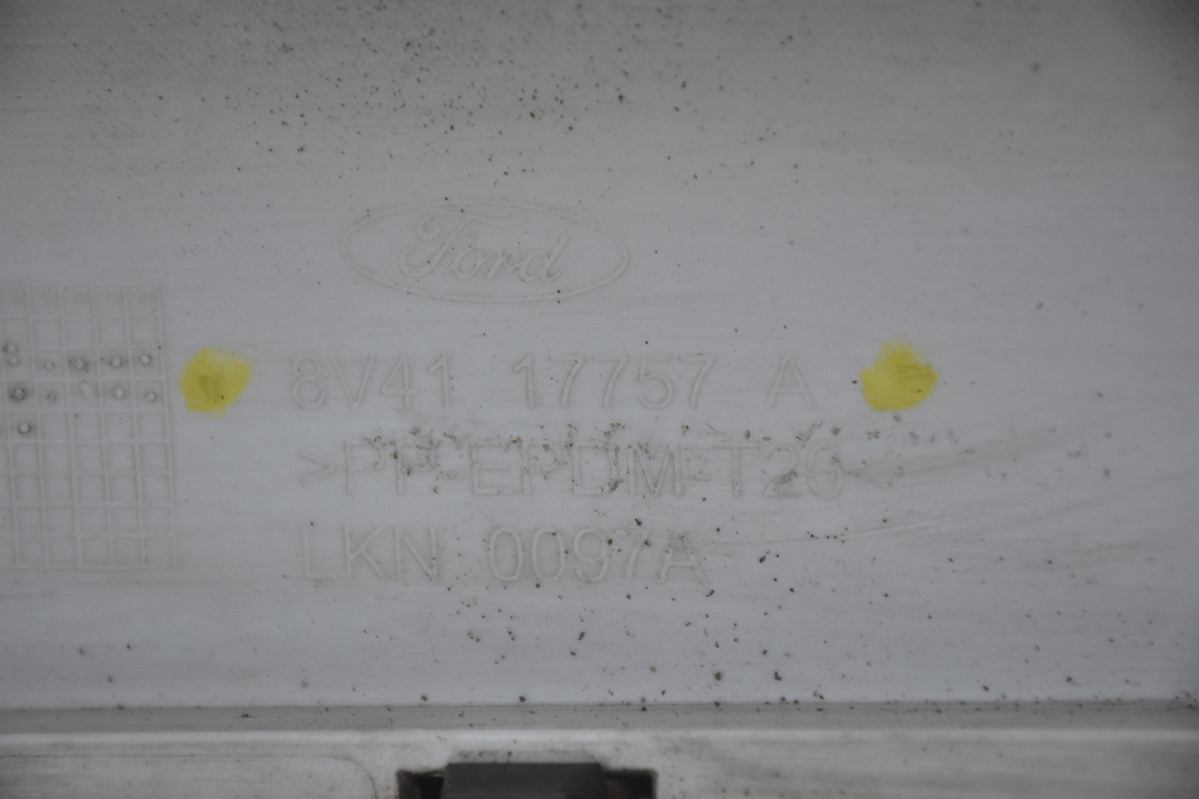 Ford
8V41 17757 A
>PP-EPDM-T20<
LKN 0097A